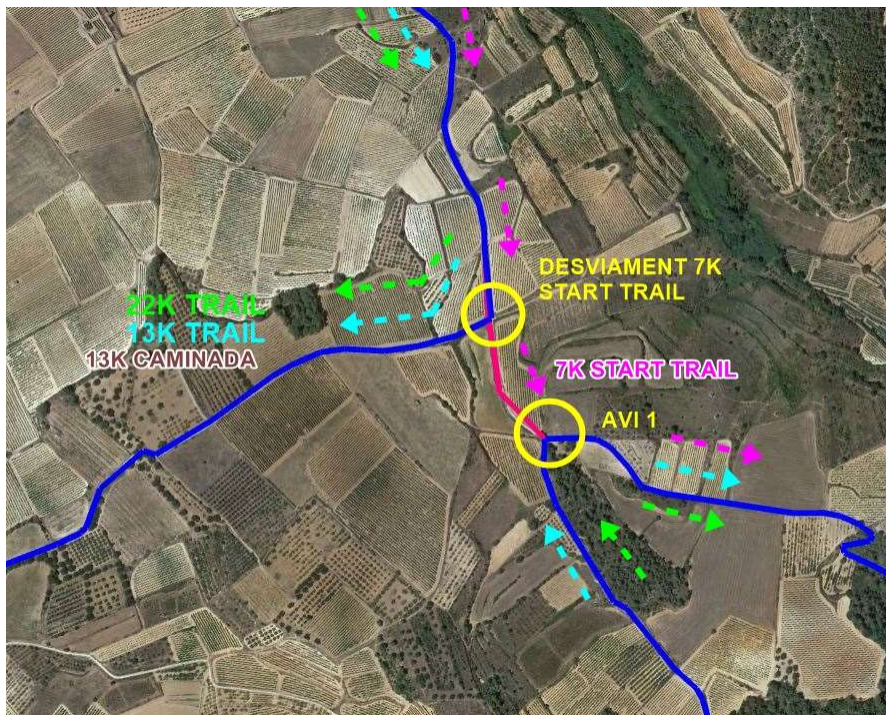 DESVIAMENT 7K
START TRAIL
22K TRAIL
13K TRAIL
13K CAMINADA
7K START TRAIL
AVI 1